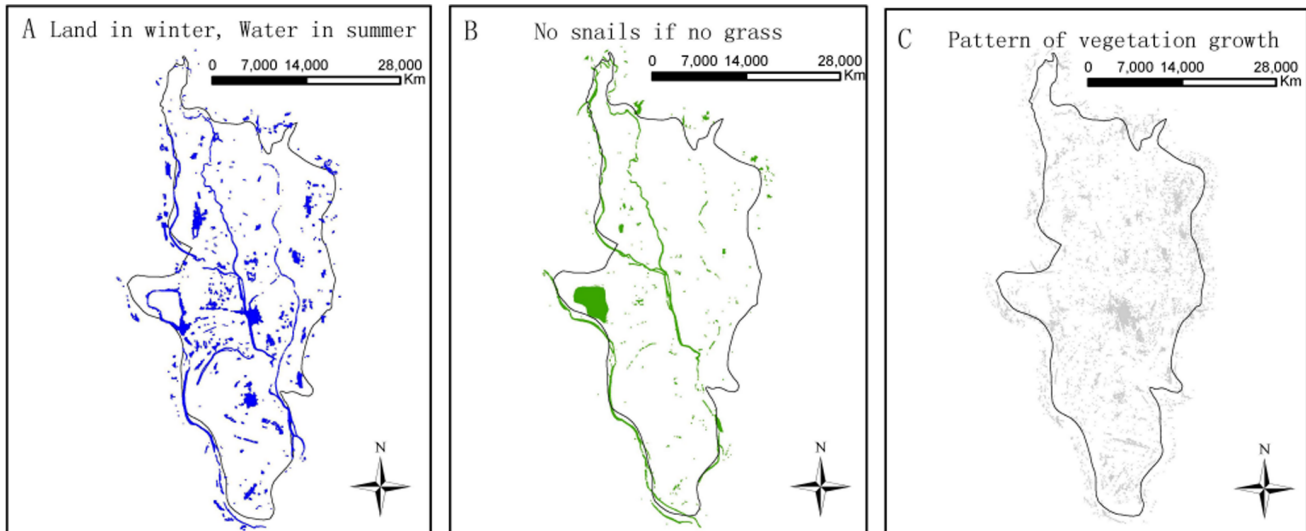 A Land in winter, Water in summer
0 7,000 14,000 28,000
Km
N
B No snails if no grass
0 7,000 14,000 28,000
Km
N
C Pattern of vegetation growth
0 7,000 14,000 28,000
Km
N